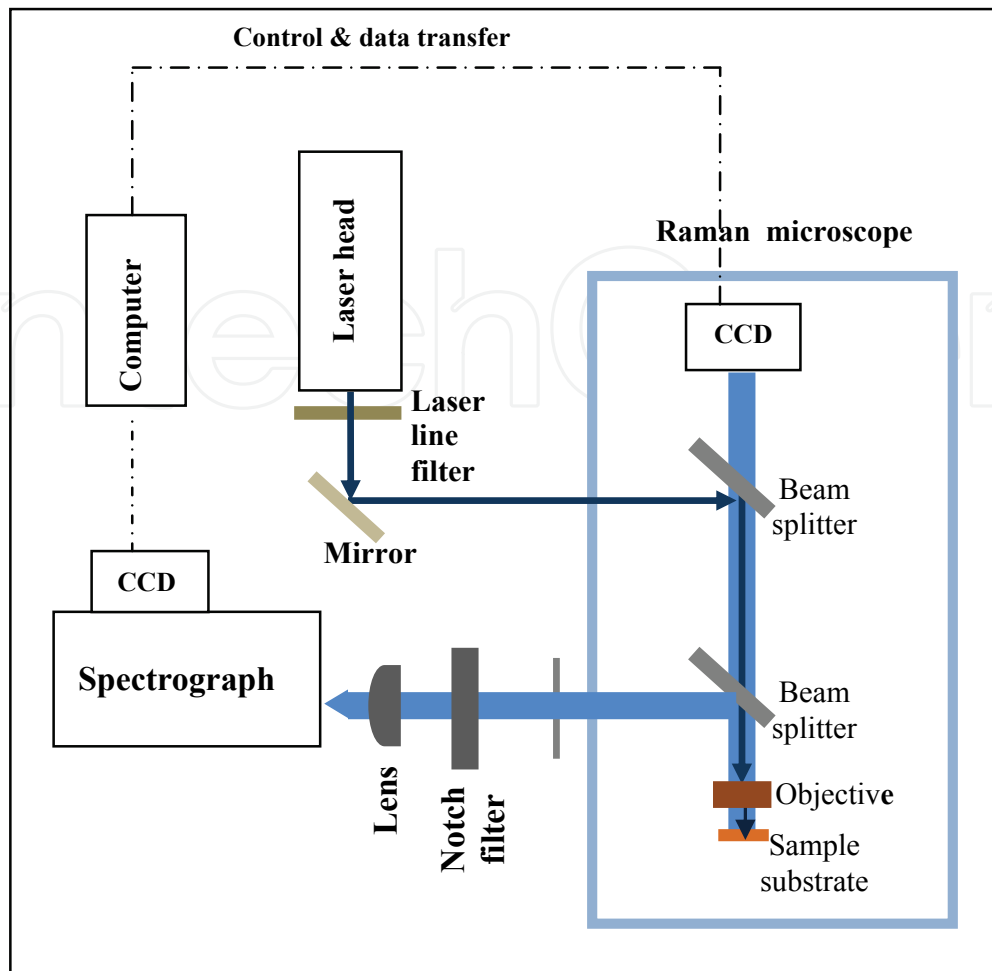 Control & data transfer
Laser head
Raman microscope
Computer
CCD
Laser
line
filter
Beam
splitter
Mirror
CCD
Spectrograph
Beam
splitter
Lens
Notch
filter
Objective
Sample
substrate